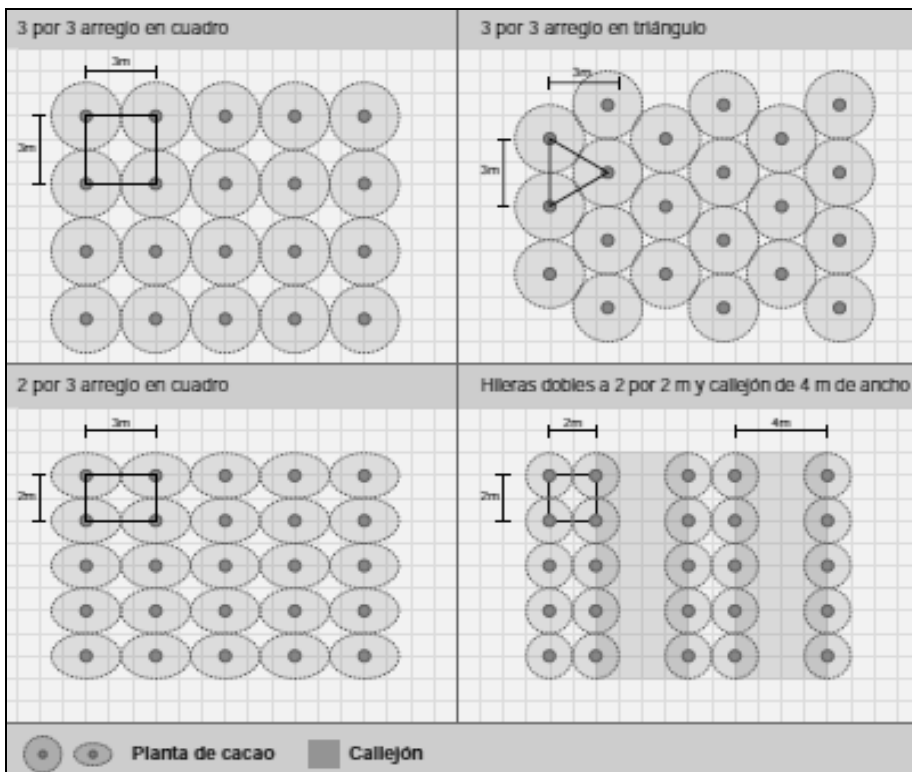 3 por 3 arreglo en cuadro
3m
3m
3 por 3 arreglo en triángulo
3m
3m
2 por 3 arreglo en cuadro
3m
2m
Hileras dobles a 2 por 2 m y callejón de 4 m de ancho
2m
4m
2m
Planta de cacao
Callejón